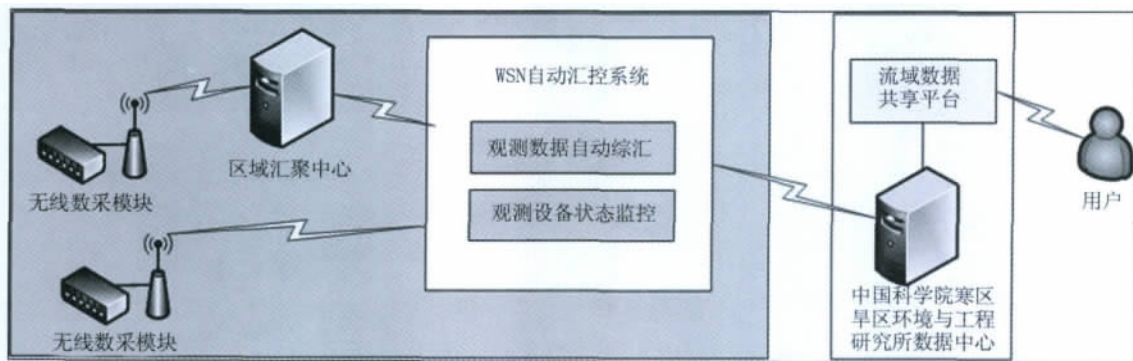 WSN自动汇控系统
流域数据
共享平台
观测数据自动综汇
区域汇聚中心
无线数采模块
用户
观测设备状态监控
中国科学院寒区
旱区环境与工程
研究所数据中心
无线数采模块